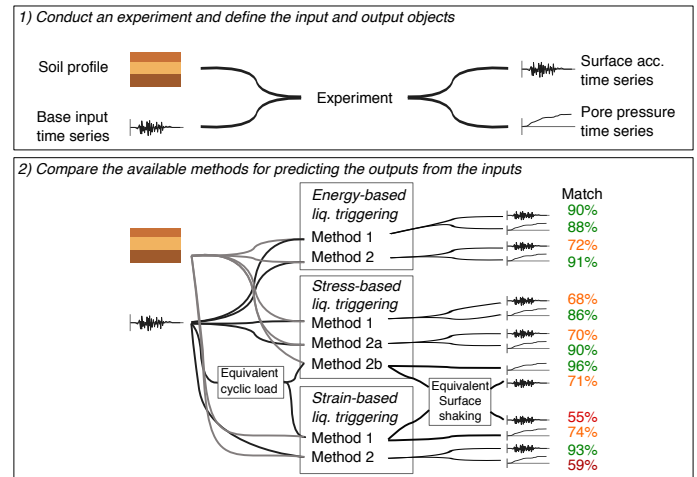 1) Conduct an experiment and define the input and output objects
Soil profile
Base input
time series
Experiment
Surface acc.
time series
Pore pressure
time series
2) Compare the available methods for predicting the outputs from the inputs
Match
Energy-based
liq. triggering
Method 1
Method 2
90%
88%
72%
91%
Stress-based
liq. triggering
Method 1
Method 2a
Method 2b
68%
86%
70%
90%
96%
71%
Equivalent
cyclic load
Equivalent
Surface
shaking
Strain-based
liq. triggering
Method 1
Method 2
55%
74%
93%
59%